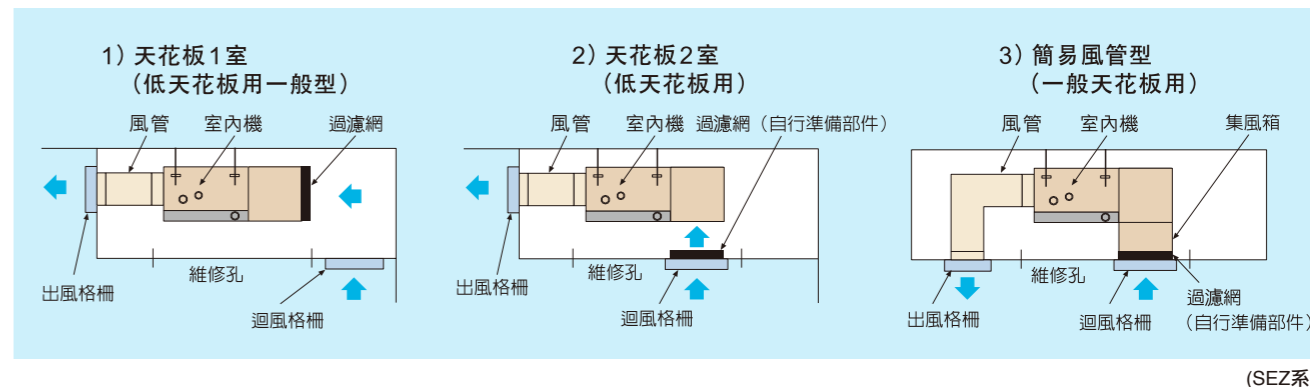 1）天花板1室
（低天花板用一般型）
風管
室內機
過濾網
維修孔
出風格柵
迴風格柵
2）天花板2室
（低天花板用）
風管
室內機
過濾網（自行準備部件）
維修孔
出風格柵
迴風格柵
3）簡易風管型
（一般天花板用）
風管
室內機
集風箱
維修孔
出風格柵
迴風格柵
過濾網
（自行準備部件）
(SEZ系